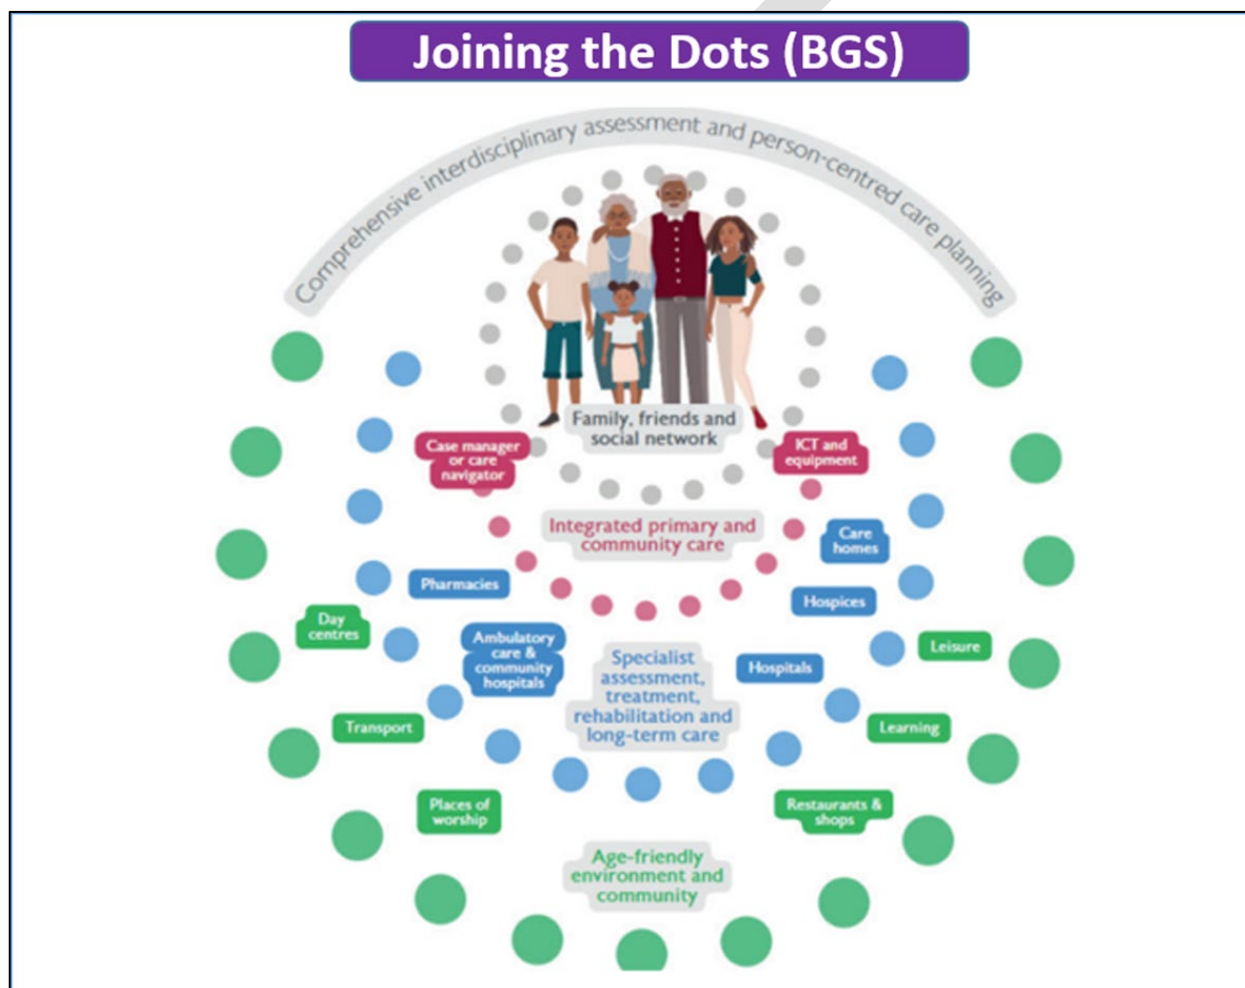 Joining the Dots (BGS)
Comprehensive interdisciplinary assessment and person-centred care planning
Family, friends and
social network
Case manager
or care
navigator
ICT and
equipment
Integrated primary and
community care
Care
homes
Pharmacies
Hospices
Day
centres
Ambulatory
care &
community
hospitals
Specialist
assessment,
treatment,
rehabilitation and
long-term care
Hospitals
Leisure
Transport
Learning
Places of
worship
Restaurants &
shops
Age-friendly
environment and
community